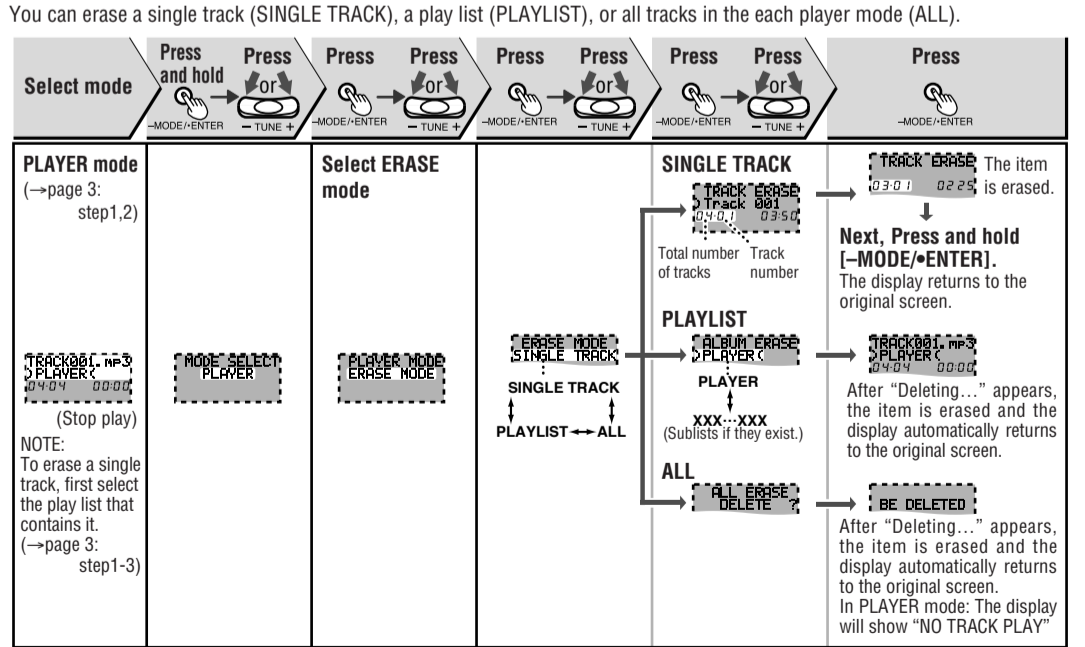 You can erase a single track (SINGLE TRACK), a play list (PLAYLIST), or all tracks in the each player mode (ALL).
Select mode
Press
and hold
Press
or
–MODE/•ENTER
– TUNE +
Press
Press
or
–MODE/•ENTER
– TUNE +
Press
Press
or
–MODE/•ENTER
– TUNE +
Press
Press
or
–MODE/•ENTER
– TUNE +
Press
–MODE/•ENTER
PLAYER mode
(→page 3:
step1,2)
TRACK001.mp3
)PLAYER(
04:04 00:00
(Stop play)
NOTE:
To erase a single
track, first select
the play list that
contains it.
(→page 3:
step1-3)
MODE SELECT
PLAYER
Select ERASE
mode
PLAYER MODE
ERASE MODE
ERASE MODE
SINGLE TRACK
SINGLE TRACK
PLAYLIST ↔ ALL
SINGLE TRACK
TRACK ERASE
)Track 001
04:01 03:50
Total number
of tracks
Track
number
PLAYLIST
ALBUM ERASE
)PLAYER(
PLAYER
XXX···XXX
(Sublists if they exist.)
ALL
ALL ERASE
DELETE ?
TRACK ERASE
03:01 02:25
The item
is erased.
Next, Press and hold
[–MODE/•ENTER].
The display returns to the
original screen.
TRACK001.mp3
)PLAYER(
04:04 00:00
After “Deleting…” appears,
the item is erased and the
display automatically returns
to the original screen.
BE DELETED
After “Deleting…” appears,
the item is erased and the
display automatically returns
to the original screen.
In PLAYER mode: The display
will show “NO TRACK PLAY”